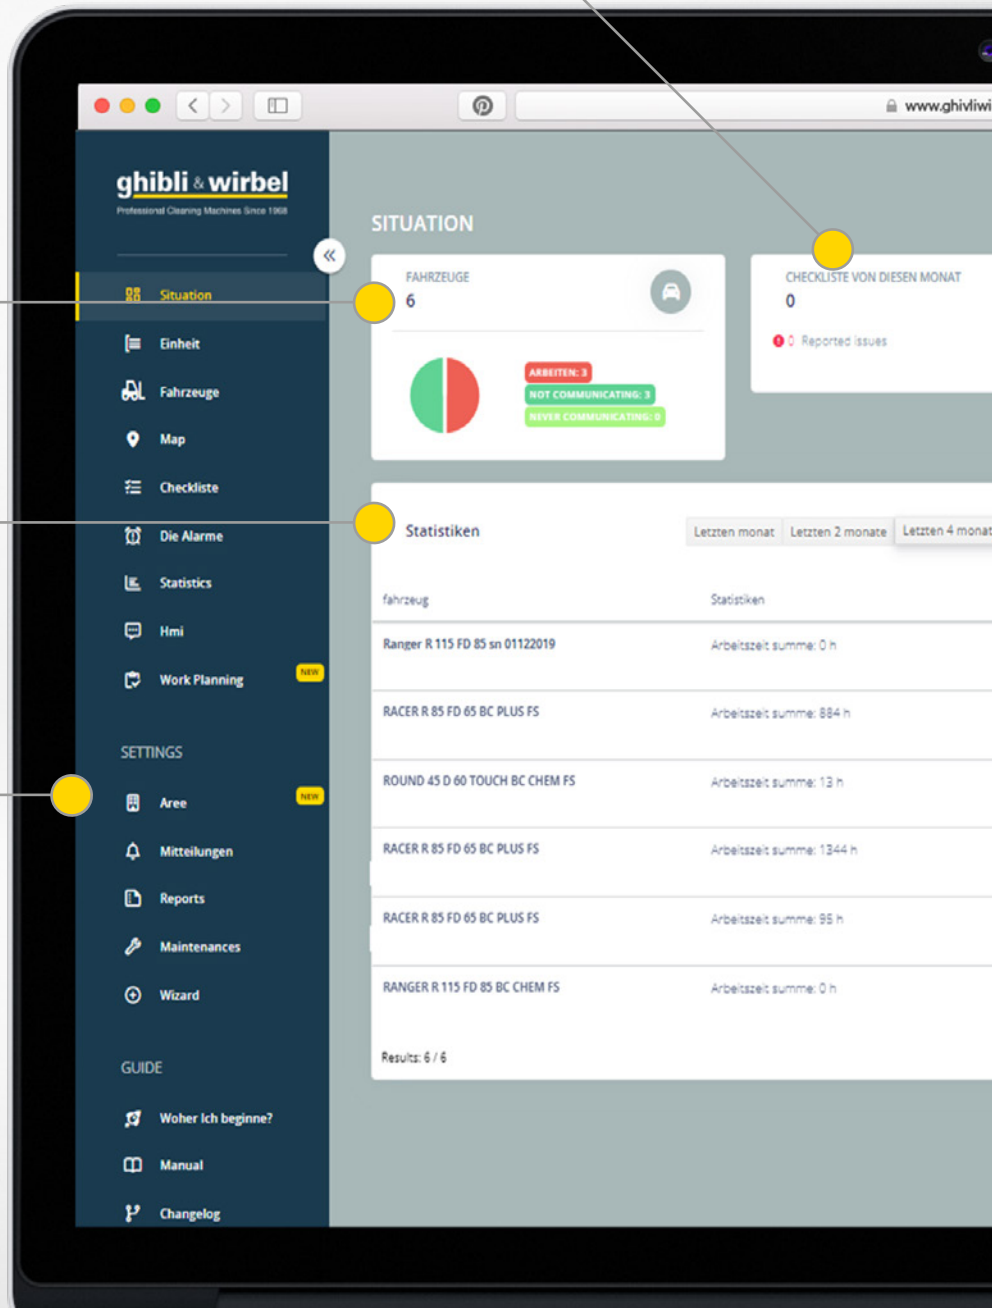 www.ghivliwi
ghibli & wirbel
Professional Cleaning Machines Since 1968
Situation
Einheit
Fahrzeuge
Map
Checkliste
Die Alarme
Statistics
Hmi
Work Planning NEW
SETTINGS
Aree NEW
Mitteilungen
Reports
Maintenances
Wizard
GUIDE
Woher Ich beginne?
Manual
Changelog
SITUATION
FAHRZEUGE
6
ARBEITEN: 3
NOT COMMUNICATING: 3
NEVER COMMUNICATING: 0
CHECKLISTE VON DIESEN MONAT
0
0 Reported issues
Statistiken Letzten monat Letzten 2 monate Letzten 4 monat
fahrzeug Statistiken
Ranger R 115 FD 85 sn 01122019 Arbeitszeit summe: 0 h
RACER R 85 FD 65 BC PLUS FS Arbeitszeit summe: 884 h
ROUND 45 D 60 TOUCH BC CHEM FS Arbeitszeit summe: 13 h
RACER R 85 FD 65 BC PLUS FS Arbeitszeit summe: 1344 h
RACER R 85 FD 65 BC PLUS FS Arbeitszeit summe: 95 h
RANGER R 115 FD 85 BC CHEM FS Arbeitszeit summe: 0 h
Results: 6 / 6